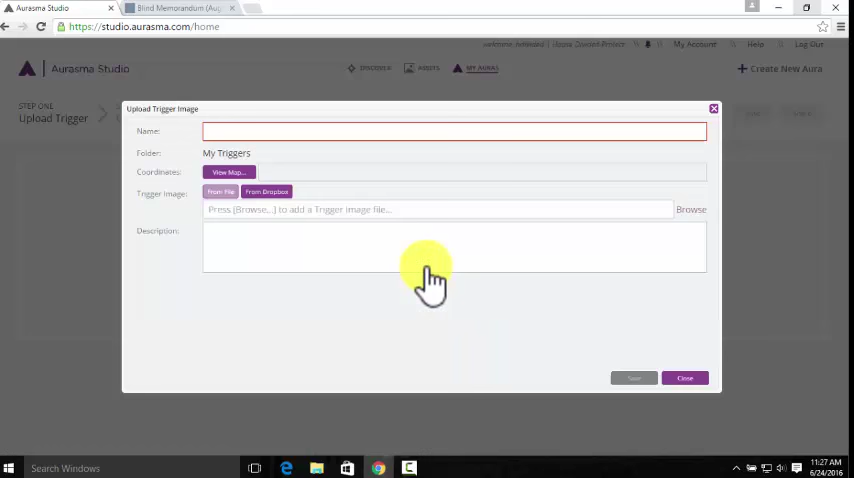 Aurasma Studio
Blind Memorandum (Aug
https://studio.aurasma.com/home
My Account
Help
Log Out
Aurasma Studio
DISCOVER
ASSETS
MY AURAS
Create New Aura
STEP ONE
Upload Trigger
Upload Trigger Image
Name:
Folder:
My Triggers
Coordinates:
View Map...
Trigger Image:
From File
From Dropbox
Press [Browse...] to add a Trigger image file...
Browse
Description:
Save
Close
Search Windows
11:27 AM
6/24/2016